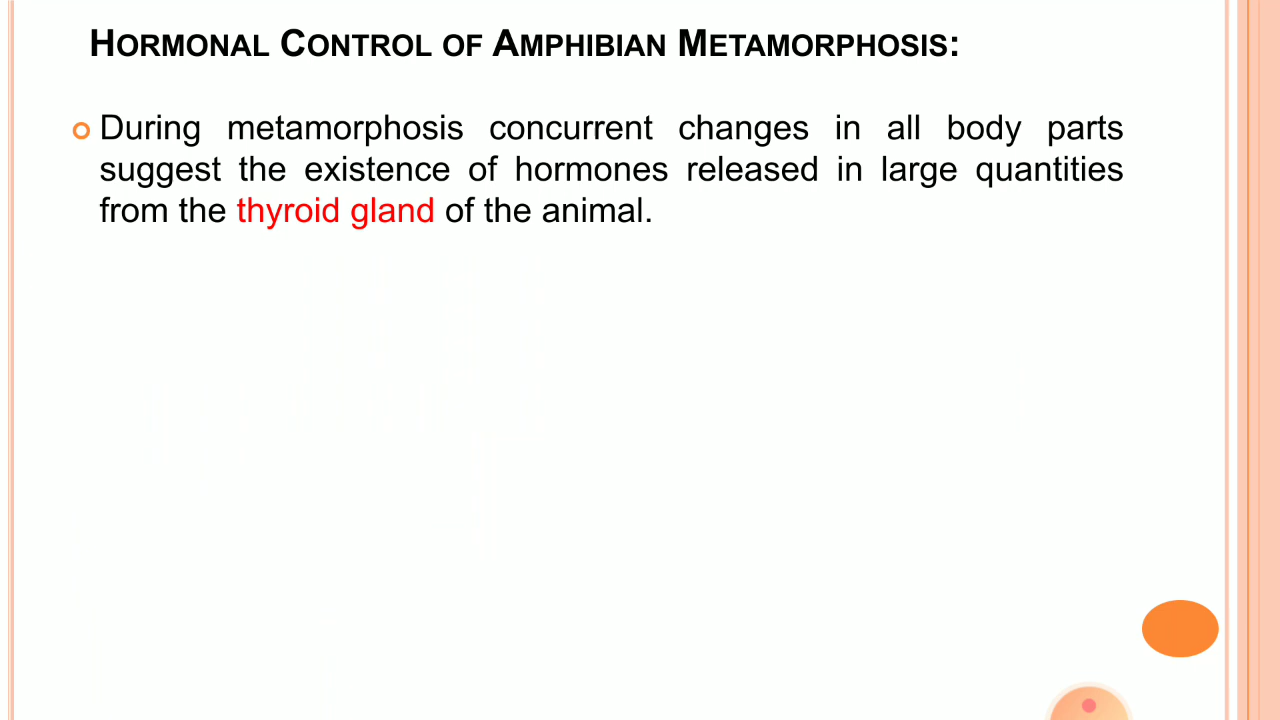 HORMONAL CONTROL OF AMPHIBIAN METAMORPHOSIS:
During metamorphosis concurrent changes in all body parts
suggest the existence of hormones released in large quantities
from the thyroid gland of the animal.